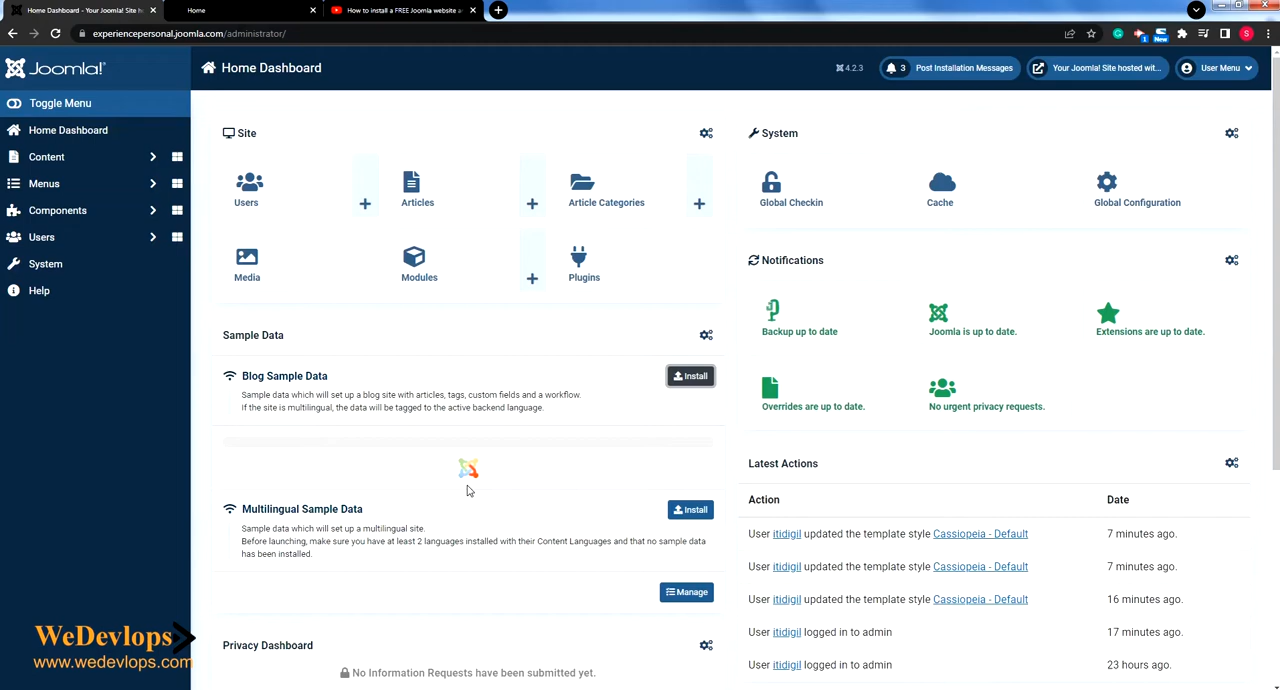 Home Dashboard - Your Joomla! Site h
Home
How to install a FREE Joomla website a
experiencepersonal.joomla.com/administrator/
New
1
S
Joomla!
Home Dashboard
4.2.3
3 Post Installation Messages
Your Joomla! Site hosted wit...
User Menu
Toggle Menu
Home Dashboard
Content
Menus
Components
Users
System
Help
Site
Users
Articles
Article Categories
Media
Modules
Plugins
Sample Data
Blog Sample Data
Install
Sample data which will set up a blog site with articles, tags, custom fields and a workflow.
If the site is multilingual, the data will be tagged to the active backend language.
Multilingual Sample Data
Install
Sample data which will set up a multilingual site.
Before launching, make sure you have at least 2 languages installed with their Content Languages and that no sample data
has been installed.
Manage
Privacy Dashboard
No Information Requests have been submitted yet.
System
Global Checkin
Cache
Global Configuration
Notifications
Backup up to date
Joomla is up to date.
Extensions are up to date.
Overrides are up to date.
No urgent privacy requests.
Latest Actions
Action Date
User itidigil updated the template style Cassiopeia - Default 7 minutes ago.
User itidigil updated the template style Cassiopeia - Default 7 minutes ago.
User itidigil updated the template style Cassiopeia - Default 16 minutes ago.
User itidigil logged in to admin 17 minutes ago.
User itidigil logged in to admin 23 hours ago.
WeDevlops
www.wedevlops.com